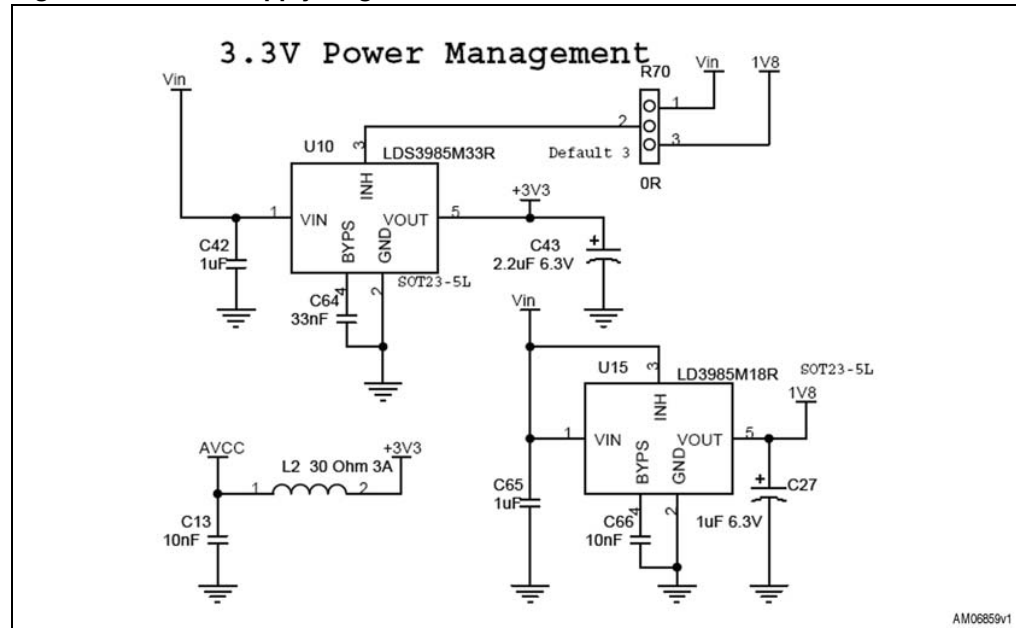 3.3V Power Management
R70
Vin
1V8
Vin
1
2
3
Default 3
0R
U10
3
LDS3985M33R
INH
+3V3
1
VIN
VOUT
5
BYPS
GND
C42
1uF
C43
2.2uF 6.3V
+
SOT23-5L
4
2
C64
33nF
Vin
U15
3
LD3985M18R
SOT23-5L
INH
1V8
1
VIN
VOUT
5
BYPS
GND
AVCC
+3V3
L2 30 Ohm 3A
1
2
C65
1uF
+
C27
4
2
C13
10nF
C66
10nF
1uF 6.3V
AM06859v1